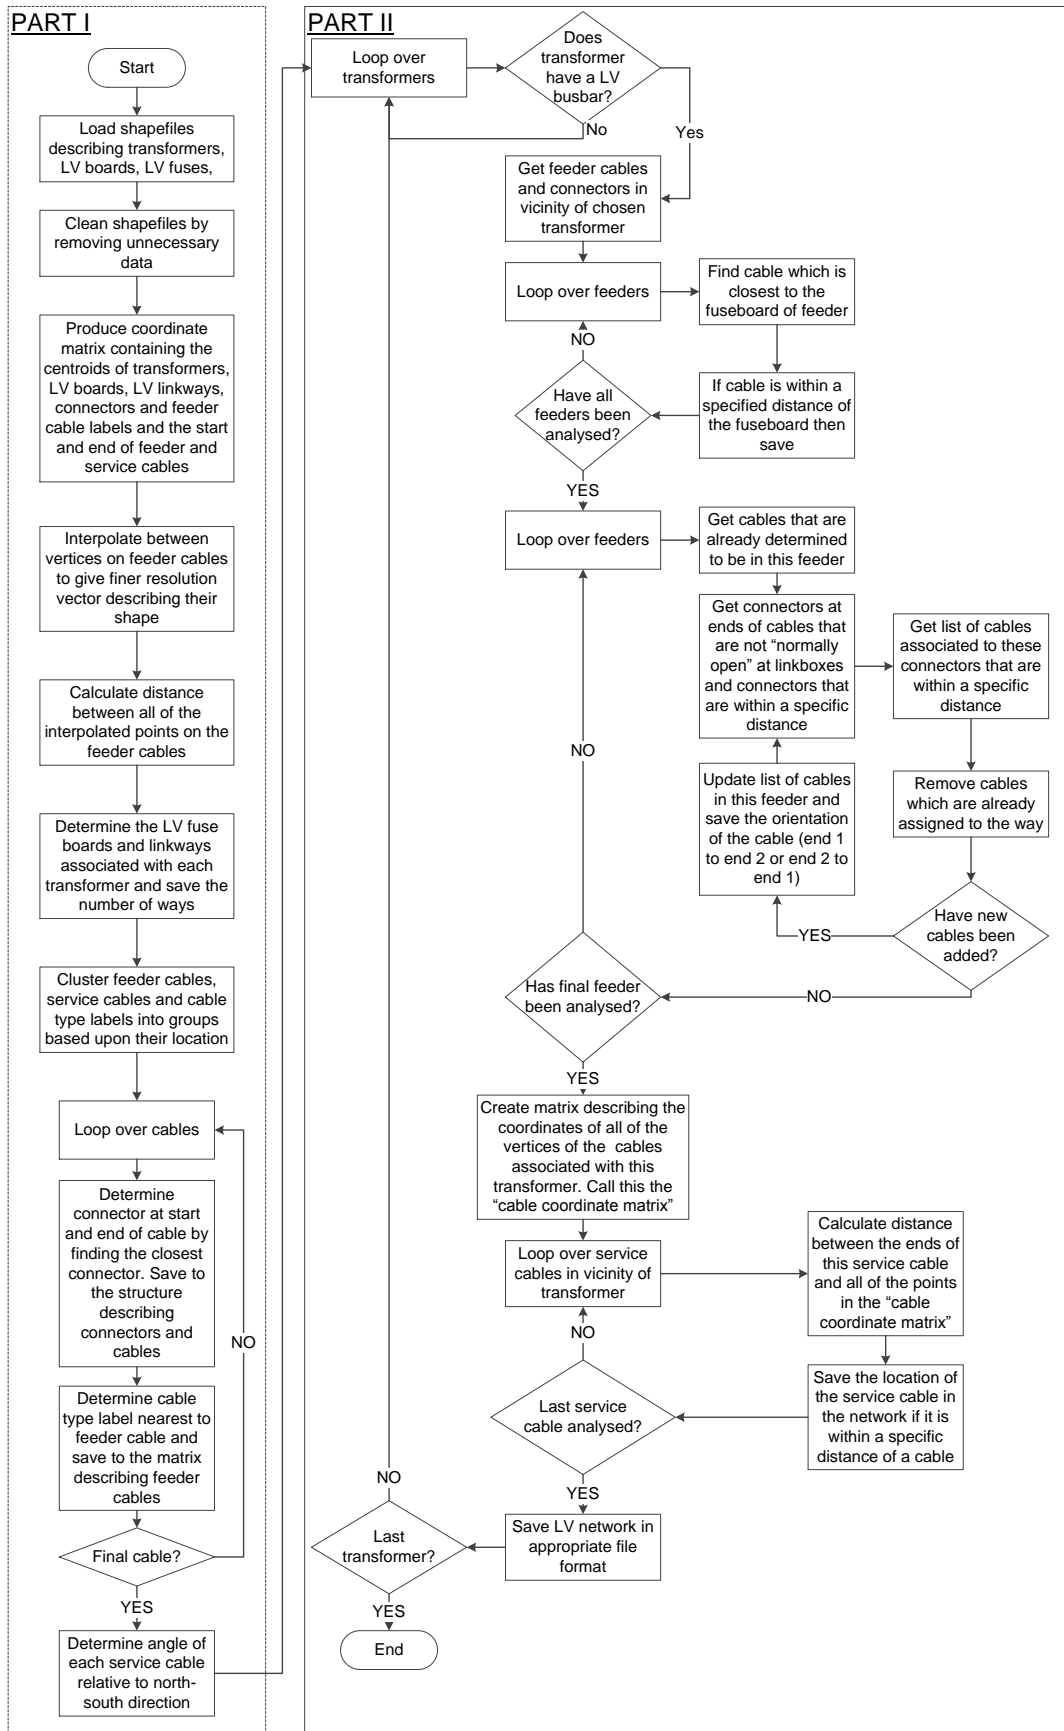 PART I
Start
Load shapefiles
describing transformers,
LV boards, LV fuses,
Clean shapefiles by
removing unnecessary
data
Produce coordinate
matrix containing the
centroids of transformers,
LV boards, LV linkways,
connectors and feeder
cable labels and the start
and end of feeder and
service cables
Interpolate between
vertices on feeder cables
to give finer resolution
vector describing their
shape
Calculate distance
between all of the
interpolated points on the
feeder cables
Determine the LV fuse
boards and linkways
associated with each
transformer and save the
number of ways
Cluster feeder cables,
service cables and cable
type labels into groups
based upon their location
Loop over cables
Determine
connector at start
and end of cable by
finding the closest
connector. Save to
the structure
describing
connectors and
cables
NO
Determine cable
type label nearest to
feeder cable and
save to the matrix
describing feeder
cables
Final cable?
YES
Determine angle of
each service cable
relative to north-
south direction
PART II
Loop over
transformers
Does
transformer
have a LV
busbar?
No
Yes
Get feeder cables
and connectors in
vicinity of chosen
transformer
Loop over feeders
Find cable which is
closest to the
fuseboard of feeder
If cable is within a
specified distance of
the fuseboard then
save
NO
Have all
feeders been
analysed?
YES
Loop over feeders
Get cables that are
already determined
to be in this feeder
Get connectors at
ends of cables that
are not “normally
open” at linkboxes
and connectors that
are within a specific
distance
Get list of cables
associated to these
connectors that are
within a specific
distance
Remove cables
which are already
assigned to the way
Have new
cables been
added?
YES
Update list of cables
in this feeder and
save the orientation
of the cable (end 1
to end 2 or end 2 to
end 1)
NO
NO
Has final feeder
been analysed?
YES
Create matrix describing the
coordinates of all of the
vertices of the cables
associated with this
transformer. Call this the
“cable coordinate matrix”
Loop over service
cables in vicinity of
transformer
Calculate distance
between the ends of
this service cable
and all of the points
in the “cable
coordinate matrix”
Save the location of
the service cable in
the network if it is
within a specific
distance of a cable
NO
Last service
cable analysed?
YES
Save LV network in
appropriate file
format
NO
Last
transformer?
YES
End